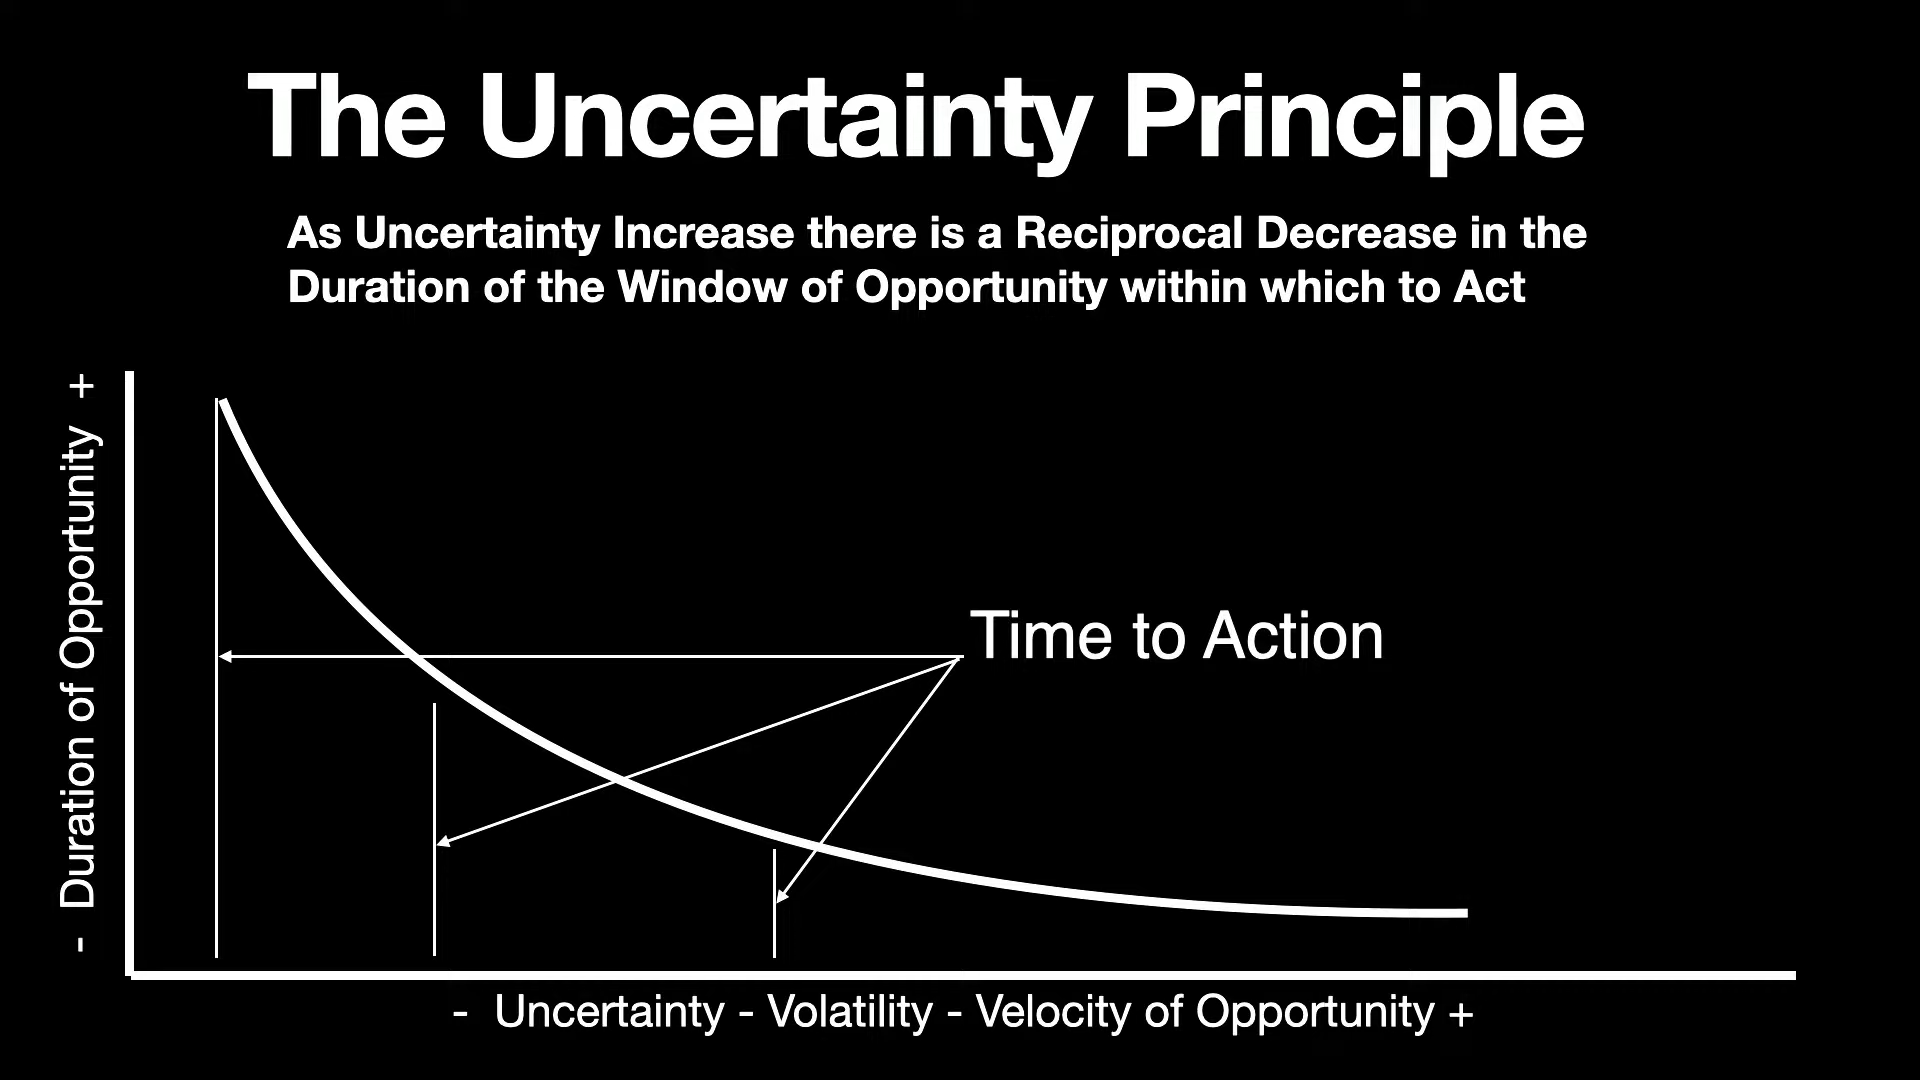 The Uncertainty Principle
As Uncertainty Increase there is a Reciprocal Decrease in the
Duration of the Window of Opportunity within which to Act
- Duration of Opportunity +
Time to Action
- Uncertainty - Volatility - Velocity of Opportunity +